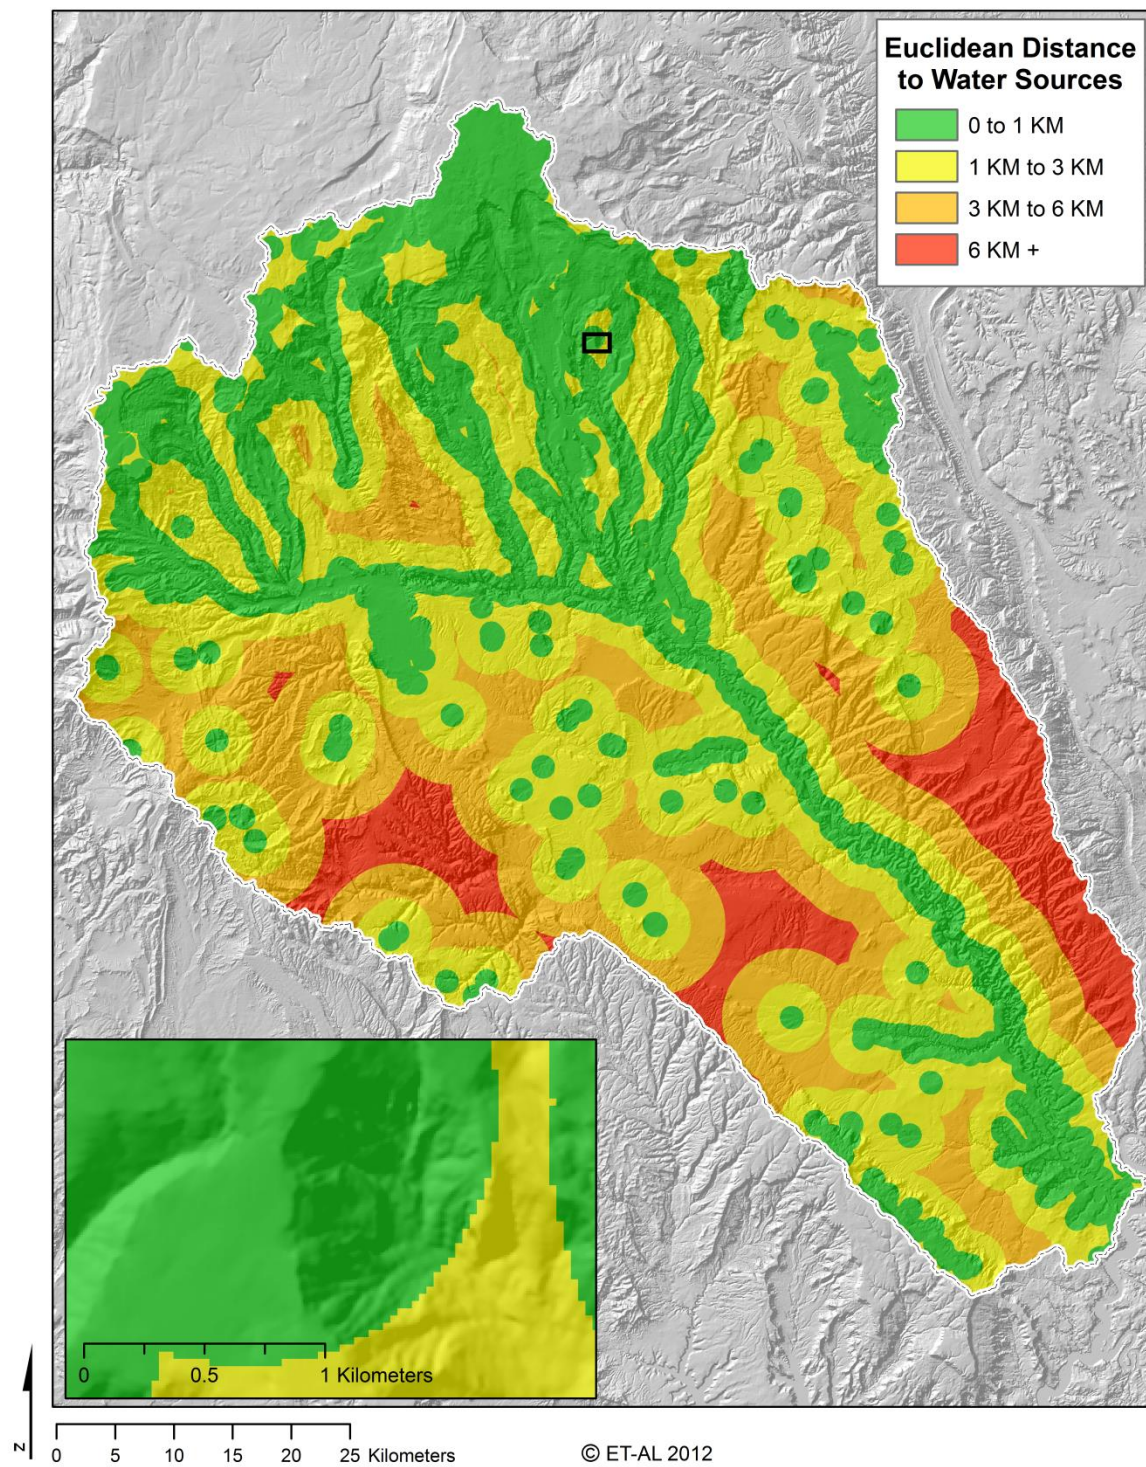 Euclidean Distance
to Water Sources
0 to 1 KM
1 KM to 3 KM
3 KM to 6 KM
6 KM +
0 0.5 1 Kilometers
z
0 5 10 15 20 25 Kilometers
© ET-AL 2012